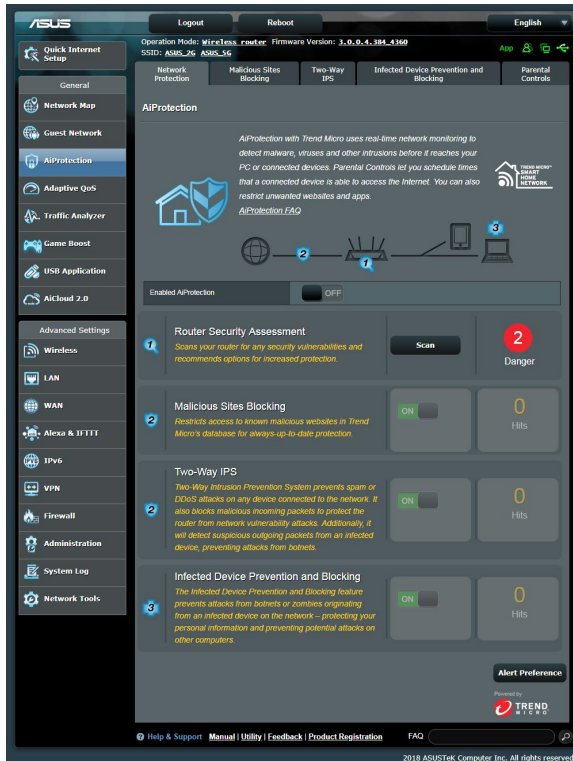 ASUS
Logout
Reboot
English
Quick Internet
Setup
Operation Mode: Wireless router Firmware Version: 3.0.0.4.384_4360
SSID: ASUS_2G ASUS_5G
App
General
Network Map
Guest Network
AiProtection
Adaptive QoS
Traffic Analyzer
Game Boost
USB Application
AiCloud 2.0
Advanced Settings
Wireless
LAN
WAN
Alexa & IFTTT
IPv6
VPN
Firewall
Administration
System Log
Network Tools
Network
Protection
Malicious Sites
Blocking
Two-Way
IPS
Infected Device Prevention and
Blocking
Parental
Controls
AiProtection
AiProtection with Trend Micro uses real-time network monitoring to
detect malware, viruses and other intrusions before it reaches your
PC or connected devices. Parental Controls let you schedule times
that a connected device is able to access the Internet. You can also
restrict unwanted websites and apps.
AiProtection FAQ
TREND MICRO™
SMART
HOME
NETWORK
2
1
3
Enabled AiProtection
OFF
1
Router Security Assessment
Scans your router for any security vulnerabilities and
recommends options for increased protection.
Scan
2
Danger
2
Malicious Sites Blocking
Restricts access to known malicious websites in Trend
Micro's database for always-up-to-date protection.
ON
0
Hits
2
Two-Way IPS
Two-Way Intrusion Prevention System prevents spam or
DDoS attacks on any device connected to the network. It
also blocks malicious incoming packets to protect the
router from network vulnerability attacks. Additionally, it
will detect suspicious outgoing packets from an infected
device, preventing attacks from botnets.
ON
0
Hits
3
Infected Device Prevention and Blocking
The Infected Device Prevention and Blocking feature
prevents attacks from botnets or zombies originating
from an infected device on the network – protecting your
personal information and preventing potential attacks on
other computers.
ON
0
Hits
Alert Preference
Powered by
TREND
MICRO
Help & Support
Manual | Utility | Feedback | Product Registration
FAQ
2018 ASUSTeK Computer Inc. All rights reserved